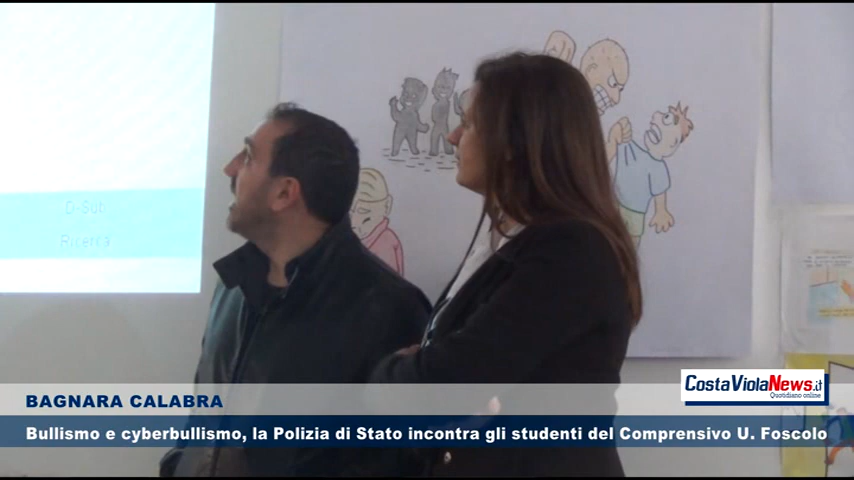 D-Sub
Ricerca
CostaViolaNews.it
Quotidiano online
BAGNARA CALABRA
Bullismo e cyberbullismo, la Polizia di Stato incontra gli studenti del Comprensivo U. Foscolo